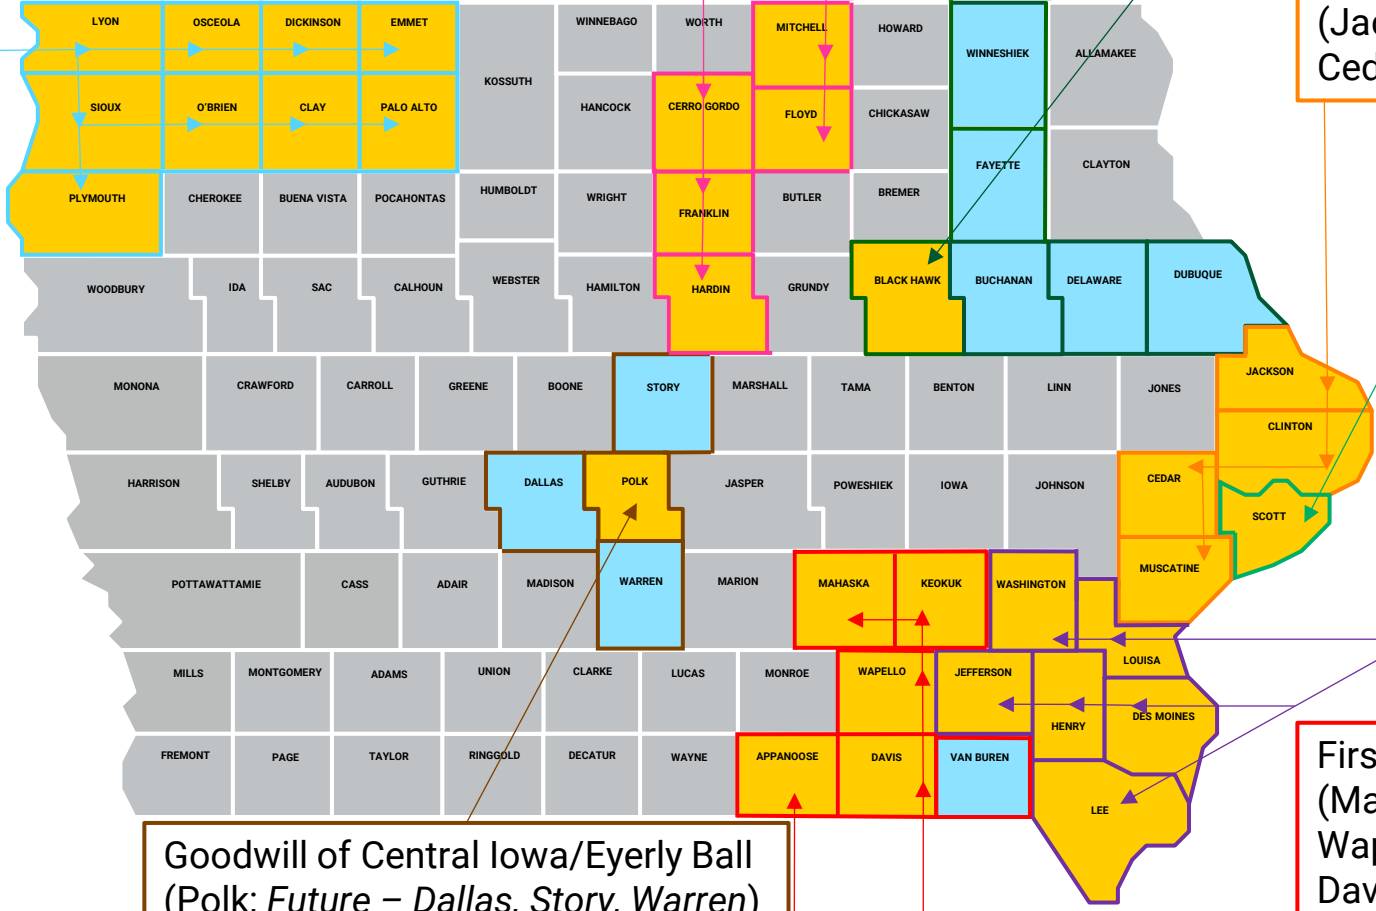 LYON OSCEOLA DICKINSON EMMET WINNEBAGO WORTH MITCHELL HOWARD WINNESHIEK ALLAMAKEE
(Jac
Ced
KOSSUTH
SIOUX O'BRIEN CLAY PALO ALTO HANCOCK CERRO GORDO FLOYD CHICKASAW
FAYETTE CLAYTON
PLYMOUTH CHEROKEE BUENA VISTA POCAHONTAS HUMBOLDT WRIGHT FRANKLIN BUTLER BREMER
WOODBURY IDA SAC CALHOUN WEBSTER HAMILTON HARDIN GRUNDY BLACK HAWK BUCHANAN DELAWARE DUBUQUE
MONONA CRAWFORD CARROLL GREENE BOONE STORY MARSHALL TAMA BENTON LINN JONES JACKSON
CLINTON
HARRISON SHELBY AUDUBON GUTHRIE DALLAS POLK JASPER POWESHIEK IOWA JOHNSON CEDAR
SCOTT
POTTAWATTAMIE CASS ADAIR MADISON WARREN MARION MAHASKA KEOKUK WASHINGTON MUSCATINE
LOUISA
MILLS MONTGOMERY ADAMS UNION CLARKE LUCAS MONROE WAPELLO JEFFERSON
HENRY DES MOINES
FREMONT PAGE TAYLOR RINGGOLD DECATUR WAYNE APPANOOSE DAVIS VAN BUREN
LEE
Firs
(Ma
Wap
Dav
Goodwill of Central Iowa/Eyerly Ball
(Polk; Future – Dallas, Story, Warren)